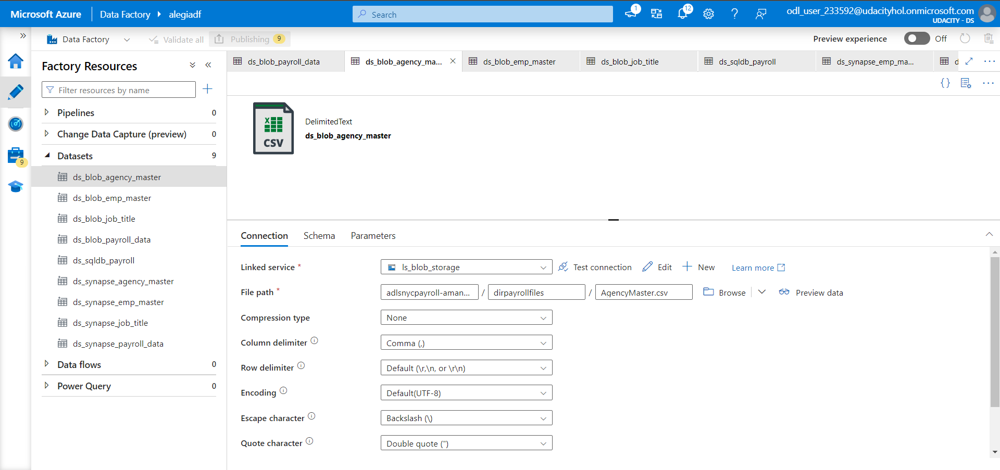 Microsoft Azure
Data Factory
alegiadf
Search
1
12
odl_user_233592@udacityhol.onmicrosoft.com
UDACITY - DS
Data Factory
Validate all
Publishing
9
Preview experience
Off
Factory Resources
Filter resources by name
Pipelines
0
Change Data Capture (preview)
0
Datasets
9
9
ds_blob_agency_master
ds_blob_emp_master
ds_blob_job_title
ds_blob_payroll_data
ds_sqldb_payroll
ds_synapse_agency_master
ds_synapse_emp_master
ds_synapse_job_title
ds_synapse_payroll_data
Data flows
0
Power Query
0
ds_blob_payroll_data
ds_blob_agency_ma...
ds_blob_emp_master
ds_blob_job_title
ds_sqldb_payroll
ds_synapse_emp_ma...
{}
X
CSV
DelimitedText
ds_blob_agency_master
Connection
Schema
Parameters
Linked service *
ls_blob_storage
Test connection
Edit
New
Learn more
File path *
adlsnycpayroll-aman...
/
dirpayrollfiles
/
AgencyMaster.csv
Browse
Preview data
Compression type
None
Column delimiter
Comma (,)
Row delimiter
Default (\r,\n, or \r\n)
Encoding
Default(UTF-8)
Escape character
Backslash (\)
Quote character
Double quote (")